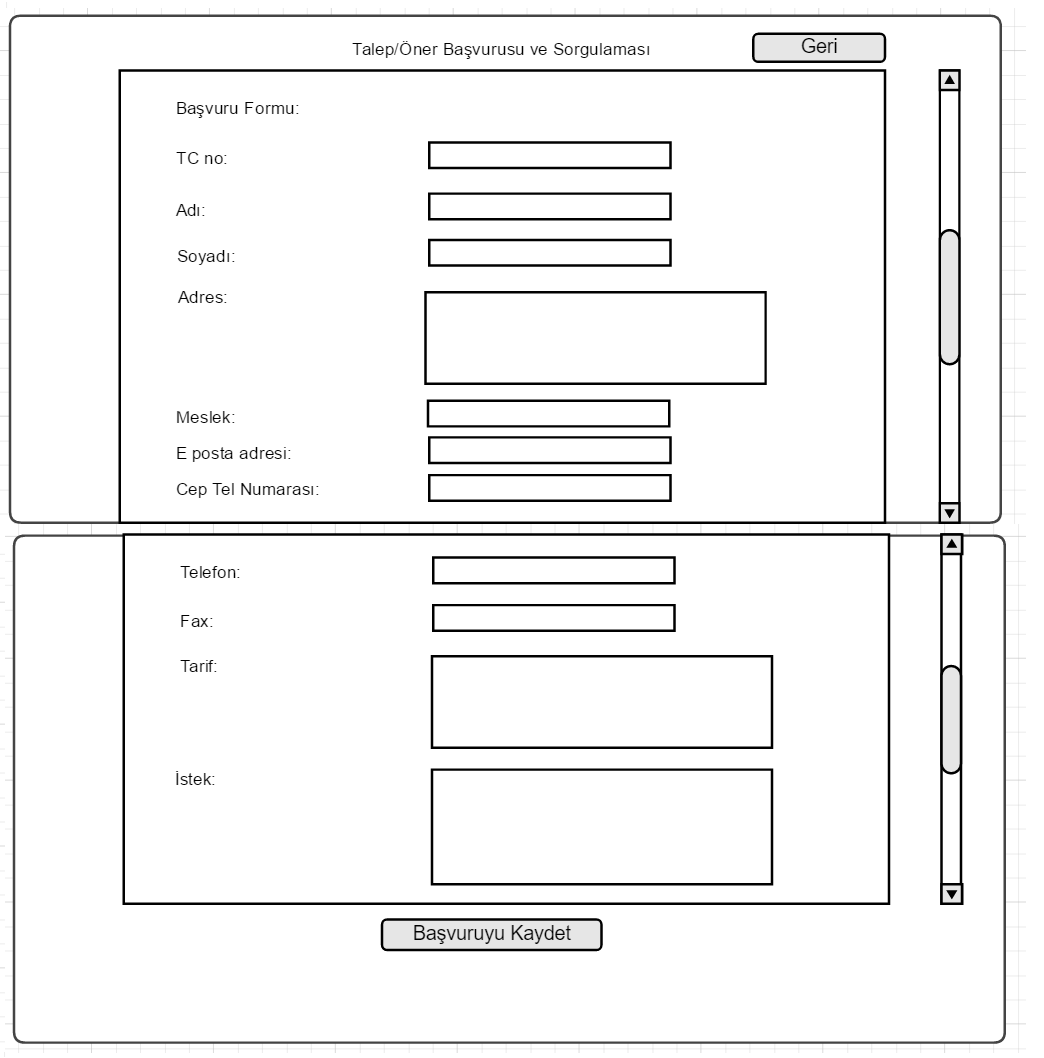 Talep/Öner Başvurusu ve Sorgulaması
Geri
Başvuru Formu:
TC no:
Adı:
Soyadı:
Adres:
Meslek:
E posta adresi:
Cep Tel Numarası:
Telefon:
Fax:
Tarif:
İstek:
Başvuruyu Kaydet